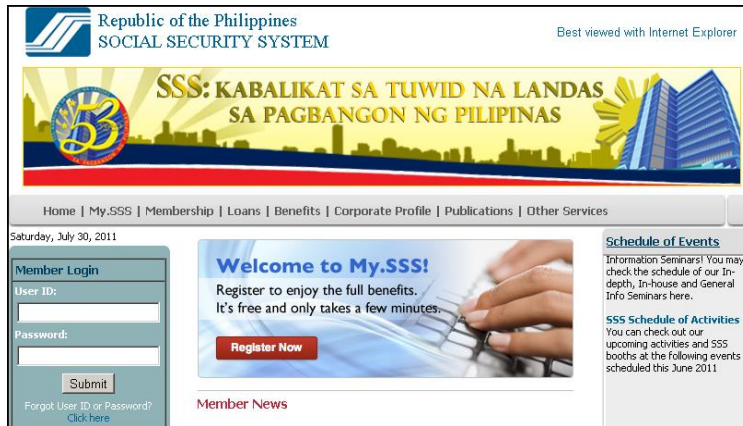 Republic of the Philippines
SOCIAL SECURITY SYSTEM
Best viewed with Internet Explorer
SSS: KABALIKAT SA TUWID NA LANDAS
SA PAGBANGON NG PILIPINAS
53
Home | My.SSS | Membership | Loans | Benefits | Corporate Profile | Publications | Other Services
Saturday, July 30, 2011
Member Login
User ID:
Password:
Submit
Forgot User ID or Password?
Click here
Welcome to My.SSS!
Register to enjoy the full benefits.
It's free and only takes a few minutes.
Register Now
Member News
Schedule of Events
Information Seminars! You may
check the schedule of our In-
depth, In-house and General
Info Seminars here.
SSS Schedule of Activities
You can check out our
upcoming activities and SSS
booths at the following events
scheduled this June 2011